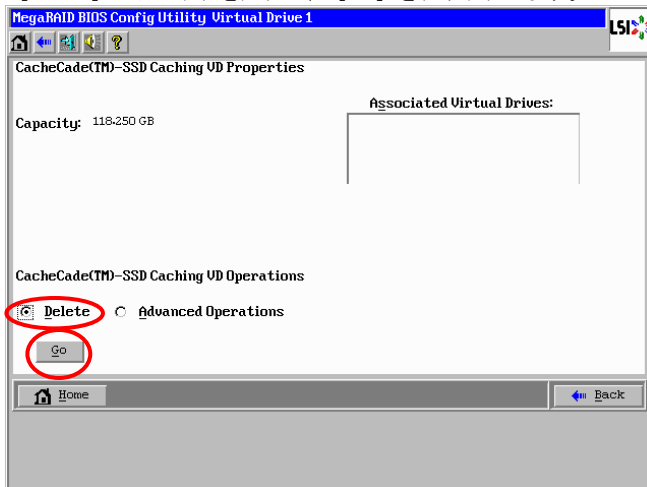 MegaRAID BIOS Config Utility Virtual Drive 1
LSI
CacheCade(TM)-SSD Caching VD Properties
Associated Virtual Drives:
Capacity: 118.250 GB
CacheCade(TM)-SSD Caching VD Operations
Delete Advanced Operations
Go
Home Back